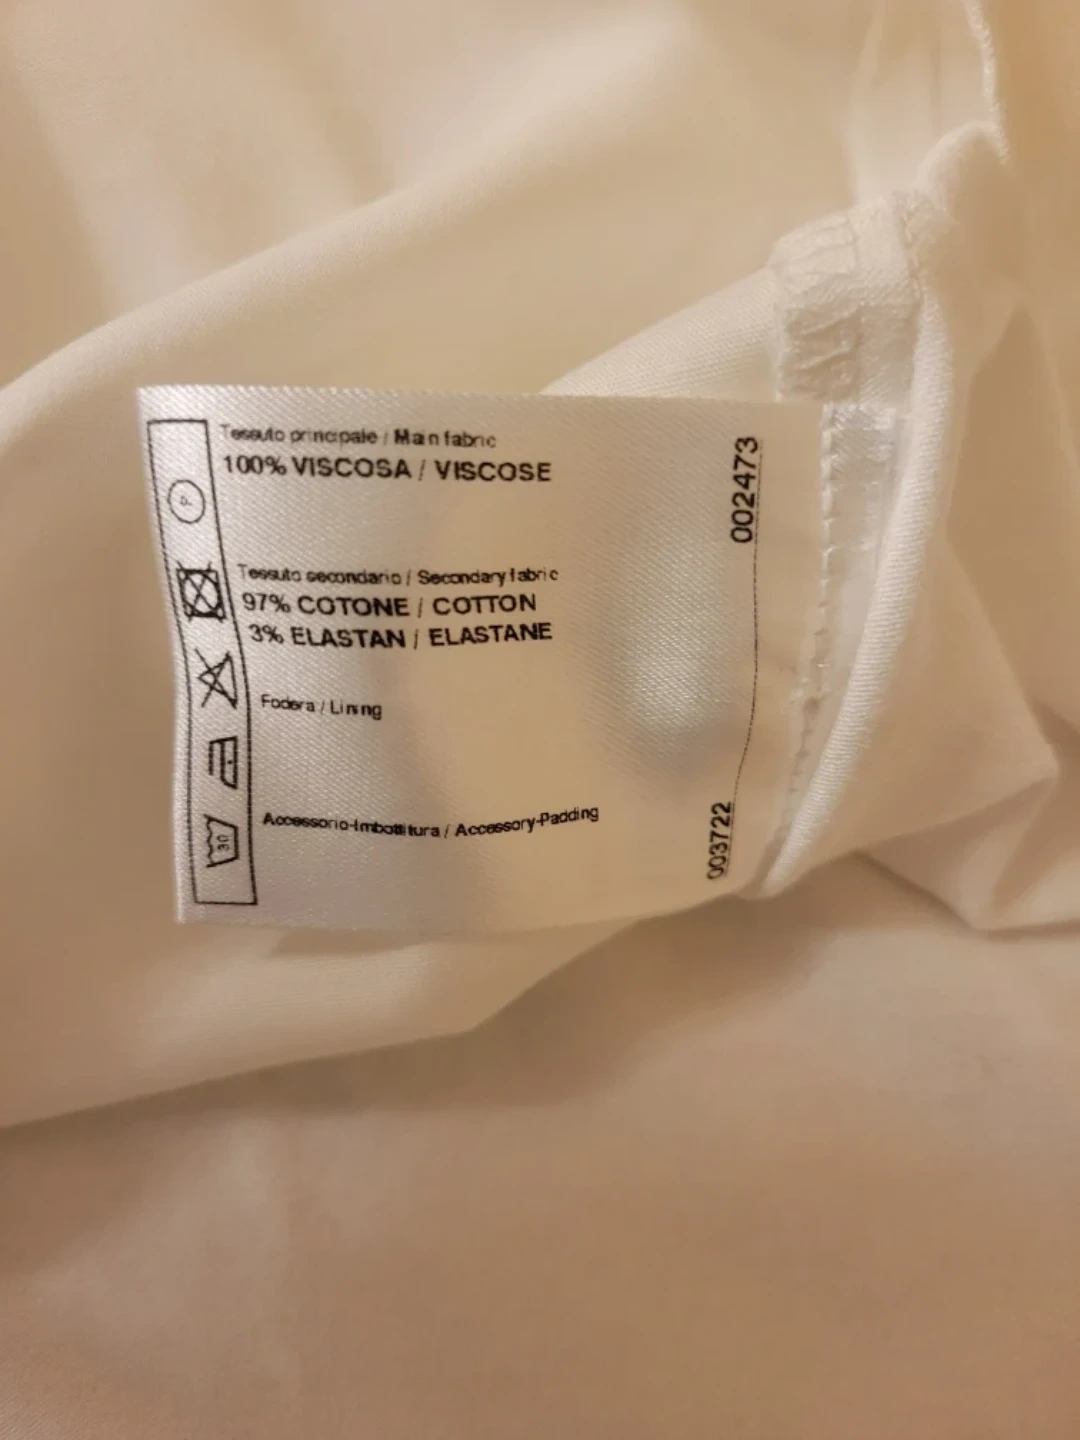 Tessuto principale / Main fabric
100% VISCOSA / VISCOSE
Tessuto secondario / Secondary fabric
97% COTONE / COTTON
3% ELASTAN / ELASTANE
Fodera / Lining
Accessorio-Imbottitura / Accessory-Padding
002473
003722
P
30